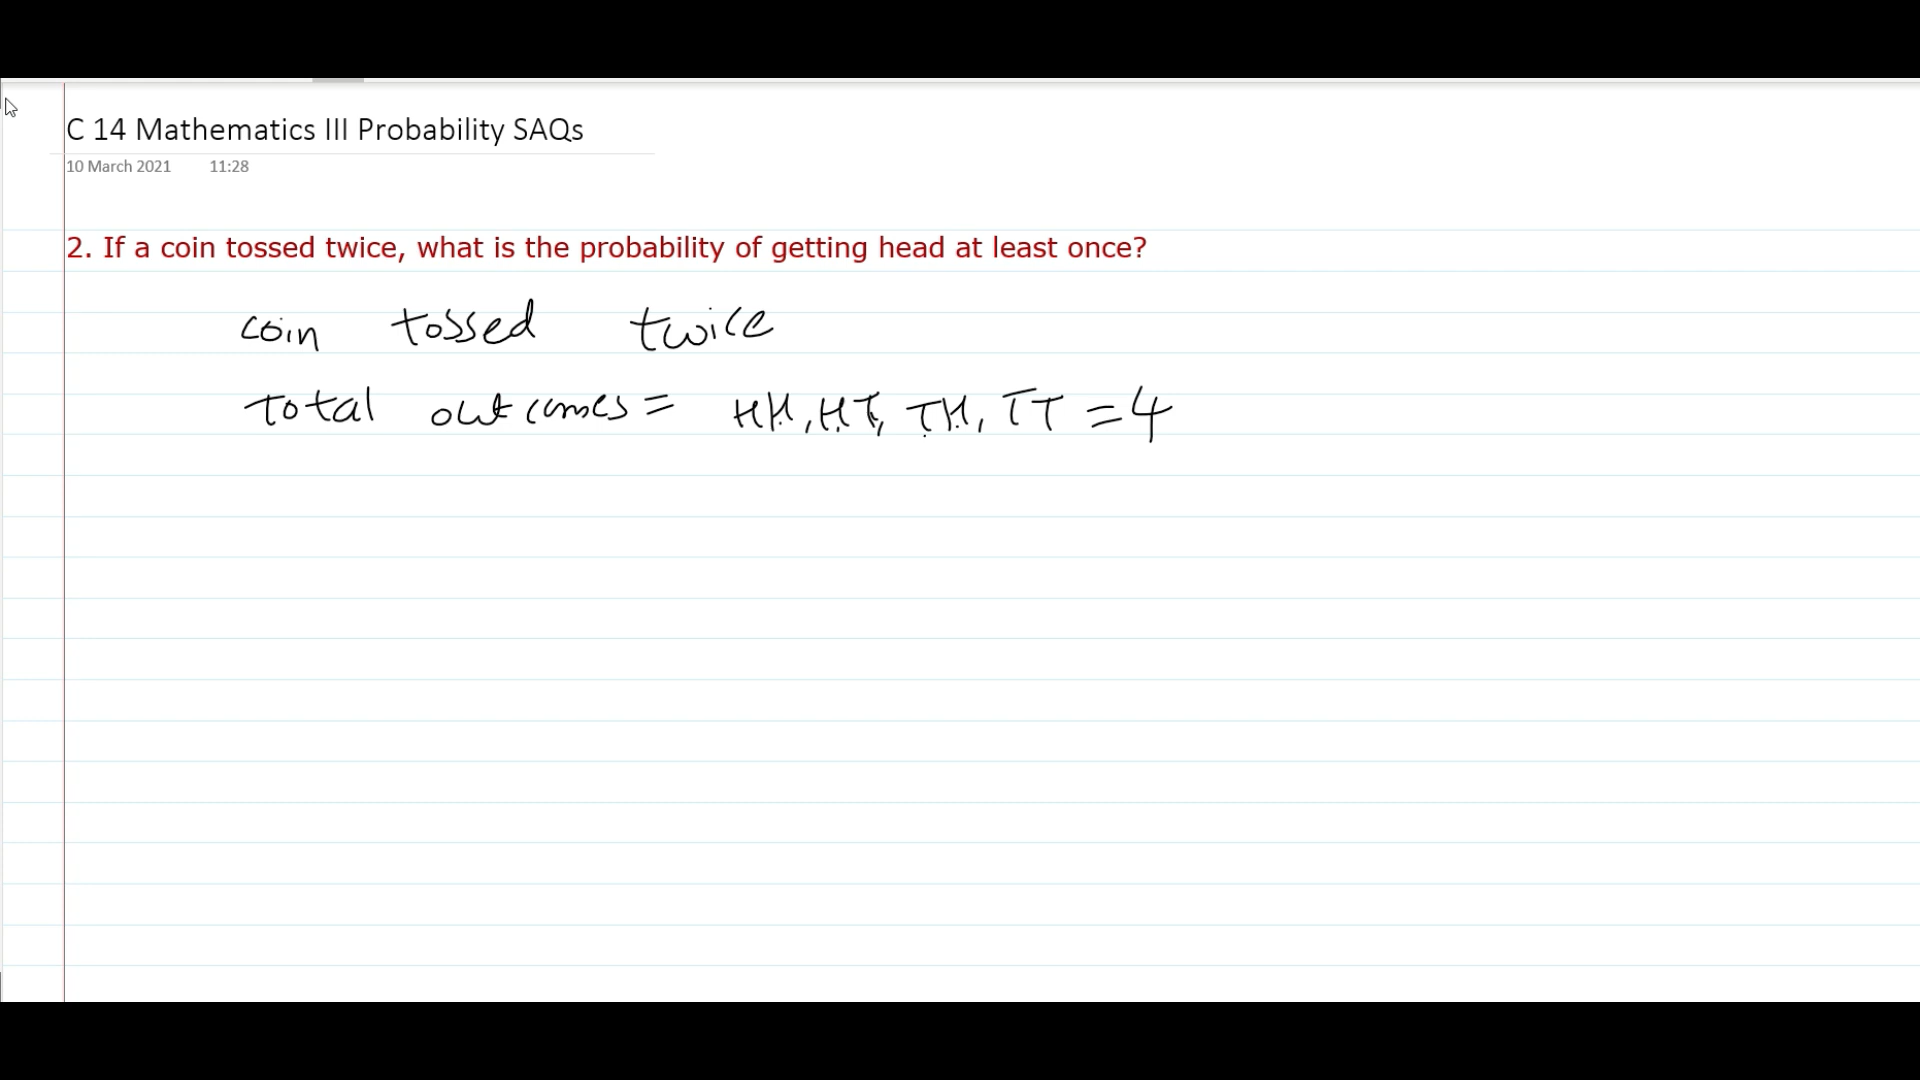 C 14 Mathematics III Probability SAQs
10 March 2021 11:28
2. If a coin tossed twice, what is the probability of getting head at least once?
coin tossed twice
Total outcomes = HH, HT, TH, TT = 4